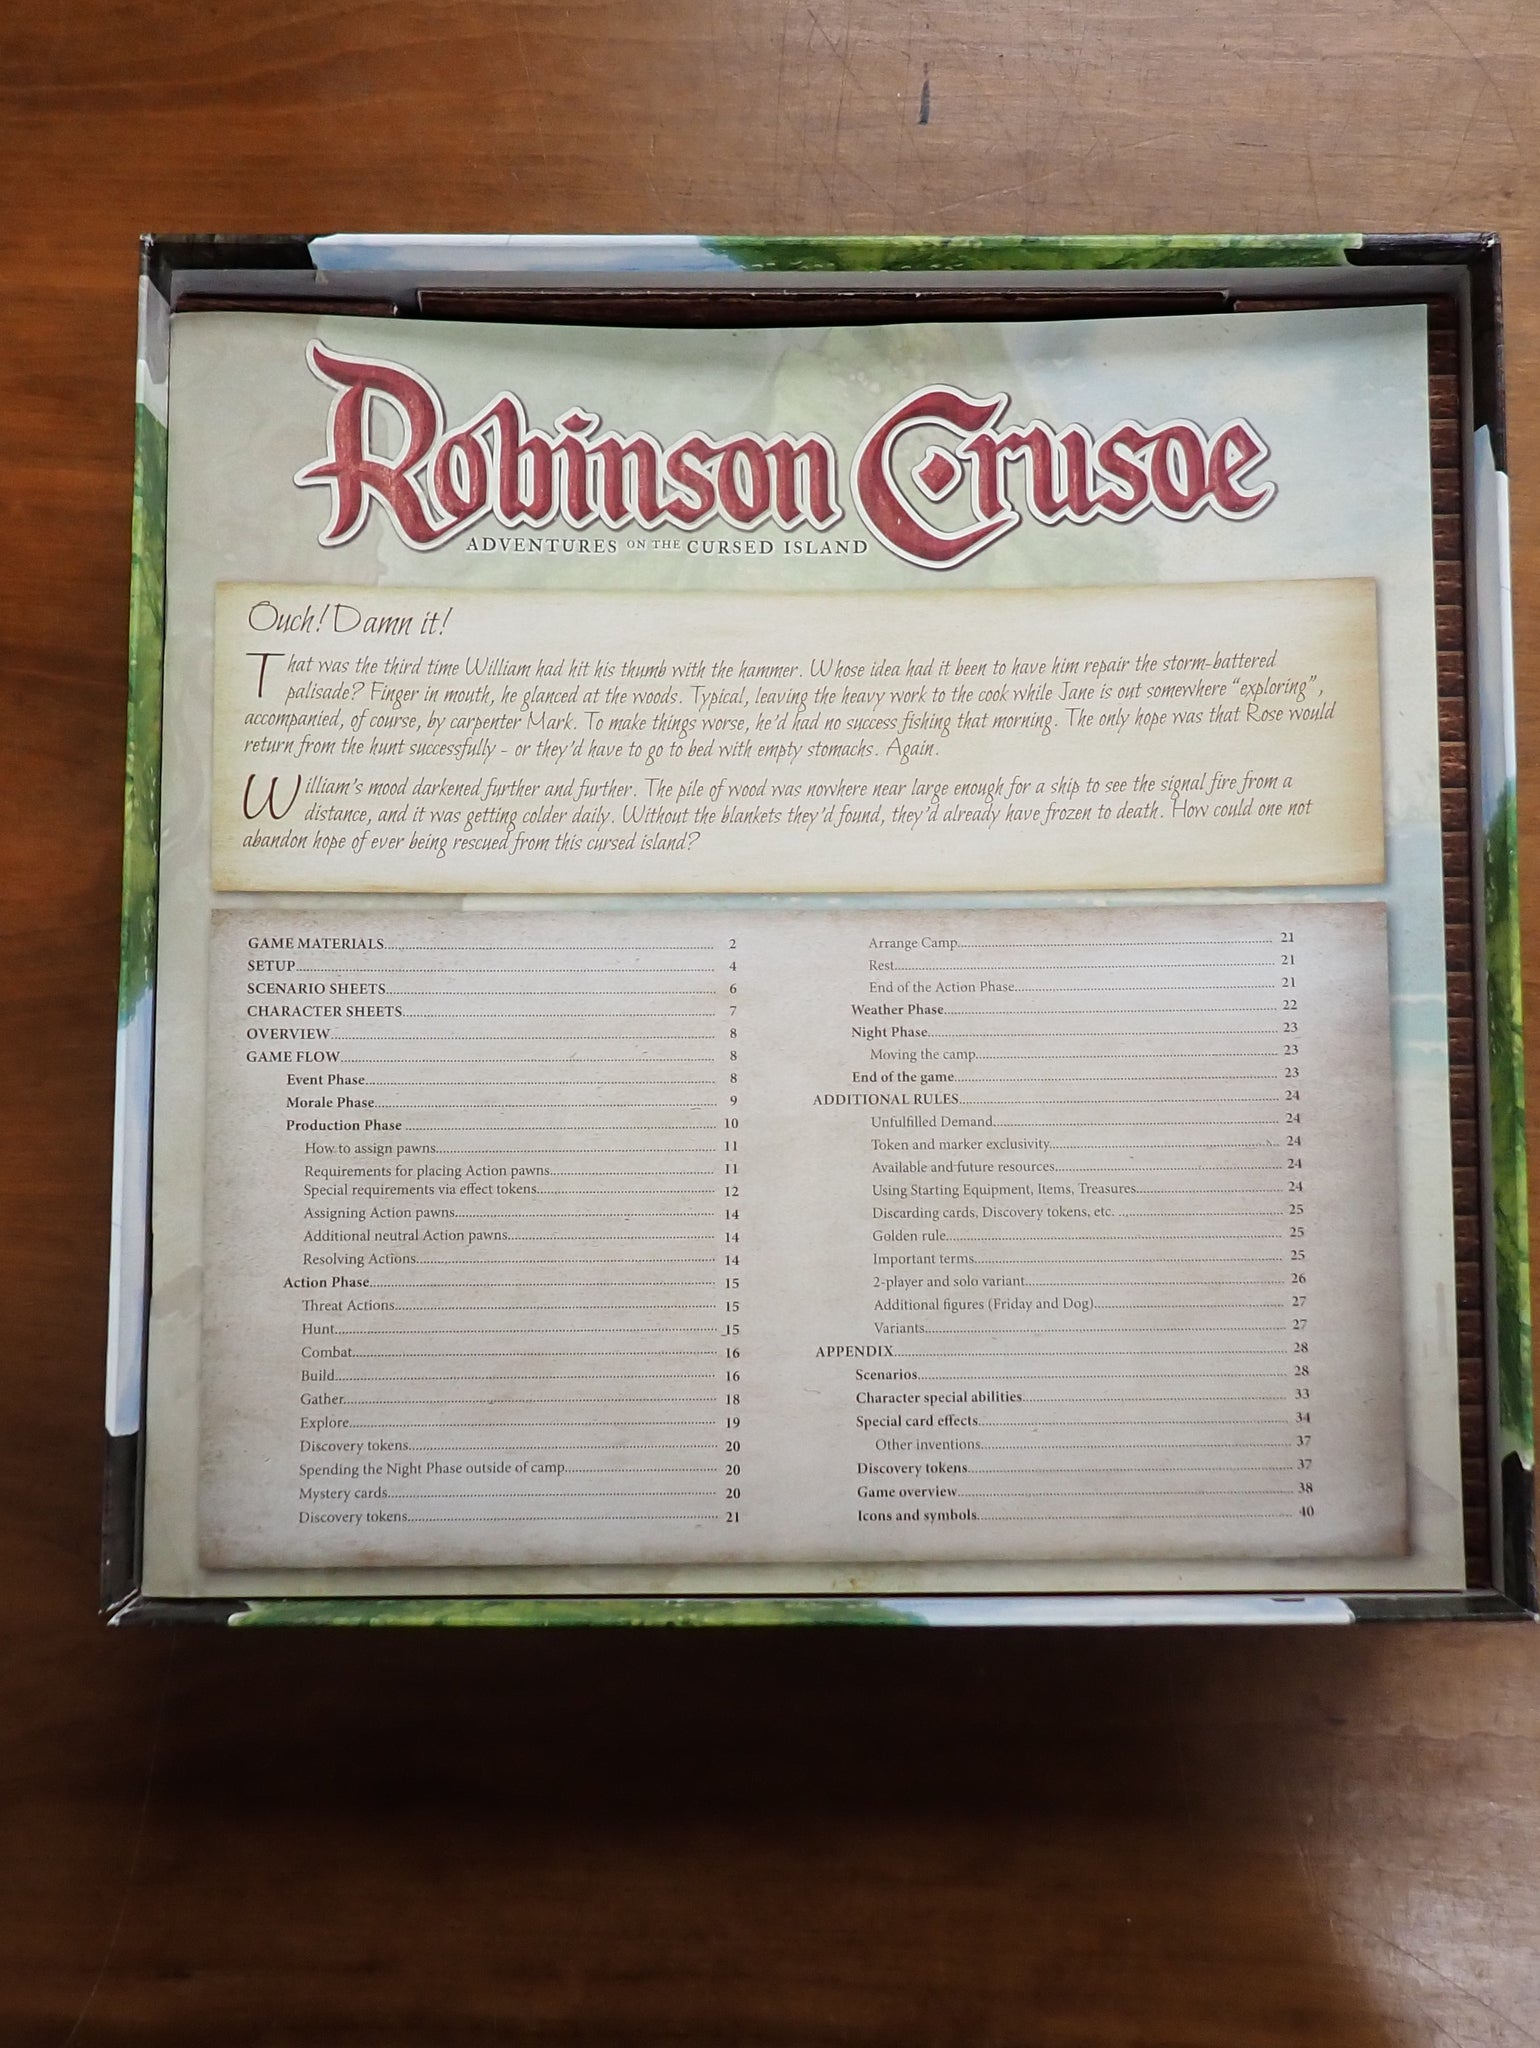 Robinson Crusoe
ADVENTURES ON THE CURSED ISLAND
Ouch! Damn it!
That was the third time William had hit his thumb with the hammer. Whose idea had it been to have him repair the storm-battered
palisade? Finger in mouth, he glanced at the woods. Typical, leaving the heavy work to the cook while Jane is out somewhere “exploring”,
accompanied, of course, by carpenter Mark. To make things worse, he’d had no success fishing that morning. The only hope was that Rose would
return from the hunt successfully - or they’d have to go to bed with empty stomachs. Again.
William’s mood darkened further and further. The pile of wood was nowhere near large enough for a ship to see the signal fire from a
distance, and it was getting colder daily. Without the blankets they’d found, they’d already have frozen to death. How could one not
abandon hope of ever being rescued from this cursed island?
GAME MATERIALS 2
SETUP 4
SCENARIO SHEETS 6
CHARACTER SHEETS 7
OVERVIEW 8
GAME FLOW 8
Event Phase 8
Morale Phase 9
Production Phase 10
How to assign pawns 11
Requirements for placing Action pawns 11
Special requirements via effect tokens 12
Assigning Action pawns 14
Additional neutral Action pawns 14
Resolving Actions 14
Action Phase 15
Threat Actions 15
Hunt 15
Combat 16
Build 16
Gather 18
Explore 19
Discovery tokens 20
Spending the Night Phase outside of camp 20
Mystery cards 20
Discovery tokens 21
Arrange Camp 21
Rest 21
End of the Action Phase 21
Weather Phase 22
Night Phase 23
Moving the camp 23
End of the game 23
ADDITIONAL RULES 24
Unfulfilled Demand 24
Token and marker exclusivity 24
Available and future resources 24
Using Starting Equipment, Items, Treasures 24
Discarding cards, Discovery tokens, etc. 25
Golden rule 25
Important terms 25
2-player and solo variant 26
Additional figures (Friday and Dog) 27
Variants 27
APPENDIX 28
Scenarios 28
Character special abilities 33
Special card effects 34
Other inventions 37
Discovery tokens 37
Game overview 38
Icons and symbols 40